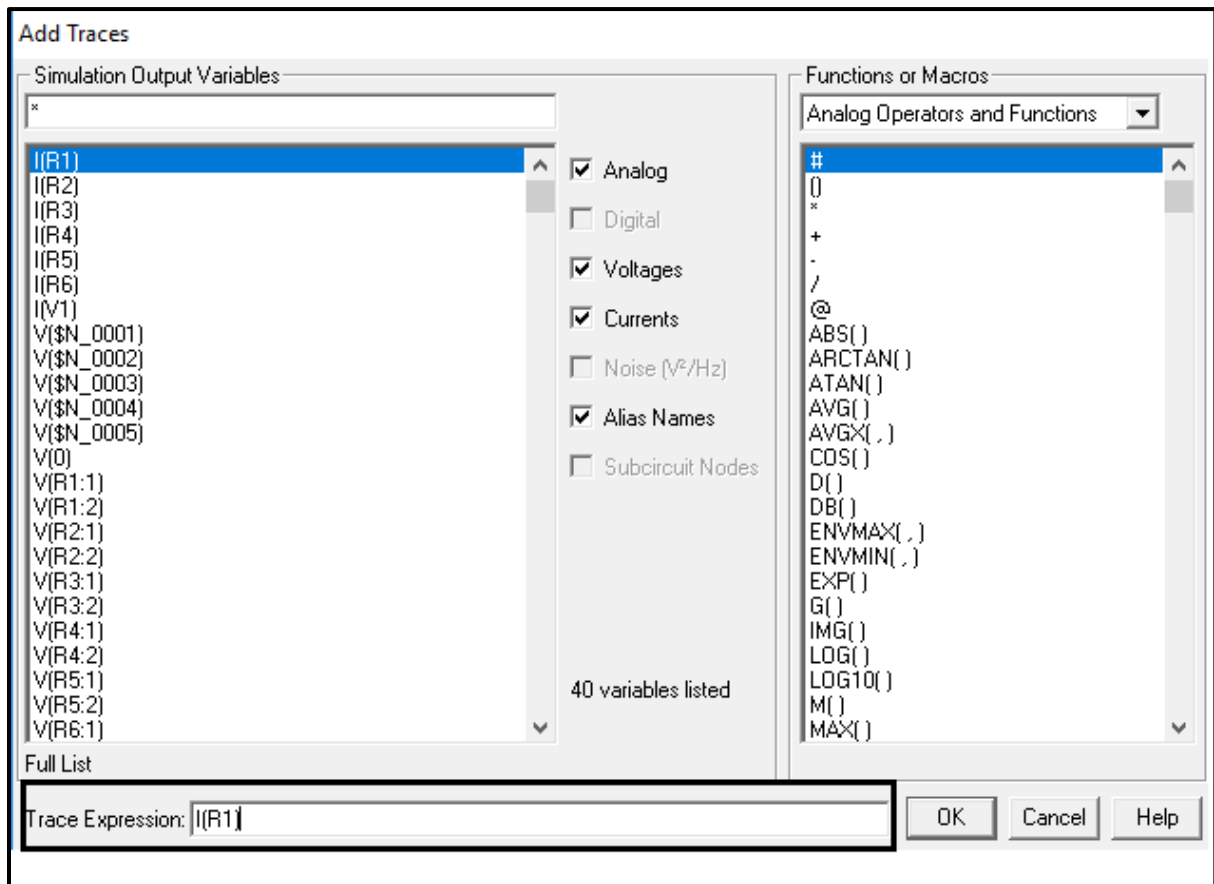 Add Traces
Simulation Output Variables
*
I(R1)
I(R2)
I(R3)
I(R4)
I(R5)
I(R6)
I(V1)
V($N_0001)
V($N_0002)
V($N_0003)
V($N_0004)
V($N_0005)
V(0)
V(R1:1)
V(R1:2)
V(R2:1)
V(R2:2)
V(R3:1)
V(R3:2)
V(R4:1)
V(R4:2)
V(R5:1)
V(R5:2)
V(R6:1)
Full List
Analog
Digital
Voltages
Currents
Noise (V²/Hz)
Alias Names
Subcircuit Nodes
40 variables listed
Functions or Macros
Analog Operators and Functions
#
()
*
+
-
/
@
ABS( )
ARCTAN( )
ATAN( )
AVG( )
AVGX( , )
COS( )
D( )
DB( )
ENVMAX( , )
ENVMIN( , )
EXP( )
G( )
IMG( )
LOG( )
LOG10( )
M( )
MAX( )
Trace Expression: I(R1)
OK Cancel Help